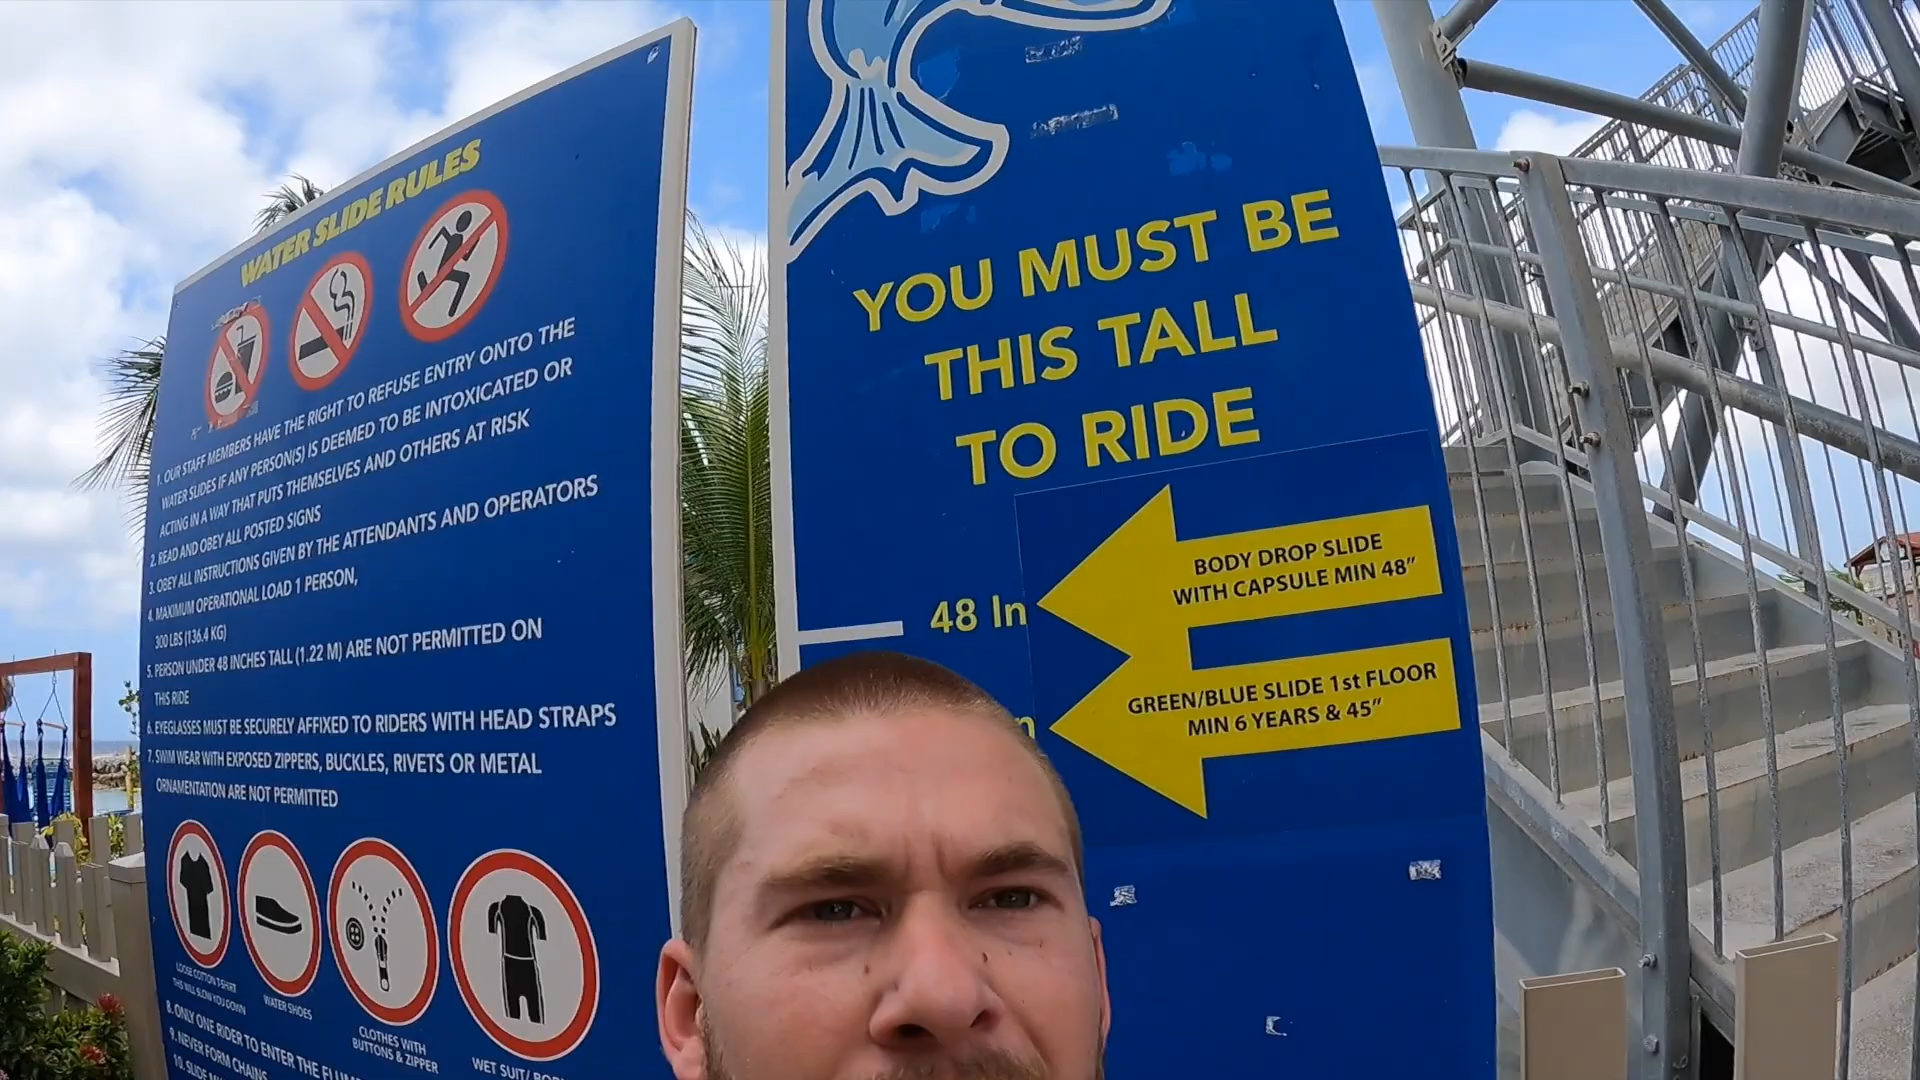 WATER SLIDE RULES
1. OUR STAFF MEMBERS HAVE THE RIGHT TO REFUSE ENTRY ONTO THE
WATER SLIDES IF ANY PERSON(S) IS DEEMED TO BE INTOXICATED OR
ACTING IN A WAY THAT PUTS THEMSELVES AND OTHERS AT RISK
2. READ AND OBEY ALL POSTED SIGNS
3. OBEY ALL INSTRUCTIONS GIVEN BY THE ATTENDANTS AND OPERATORS
4. MAXIMUM OPERATIONAL LOAD 1 PERSON,
300 LBS (136.4 KG)
5. PERSON UNDER 48 INCHES TALL (1.22 M) ARE NOT PERMITTED ON
THIS RIDE
6. EYEGLASSES MUST BE SECURELY AFFIXED TO RIDERS WITH HEAD STRAPS
7. SWIM WEAR WITH EXPOSED ZIPPERS, BUCKLES, RIVETS OR METAL
ORNAMENTATION ARE NOT PERMITTED
LOOSE COTTON T-SHIRT
THIS WILL SLOW YOU DOWN
WATER SHOES
CLOTHES WITH
BUTTONS & ZIPPER
WET SUIT/
8. ONLY ONE RIDER TO ENTER THE
9. NEVER FORM CHAINS
10. SLIDE
YOU MUST BE
THIS TALL
TO RIDE
48 In
BODY DROP SLIDE
WITH CAPSULE MIN 48"
GREEN/BLUE SLIDE 1st FLOOR
MIN 6 YEARS & 45"